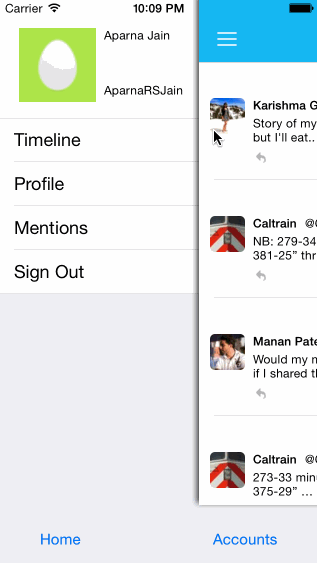 Carrier 10:09 PM
Aparna Jain
AparnaRSJain
Timeline
Profile
Mentions
Sign Out
Karishma G
Story of my
but I'll eat..
Caltrain @
NB: 279-34
381-25” thr
Manan Pate
Would my
if I shared t
Caltrain @
273-33 min
375-29” ...
Home Accounts